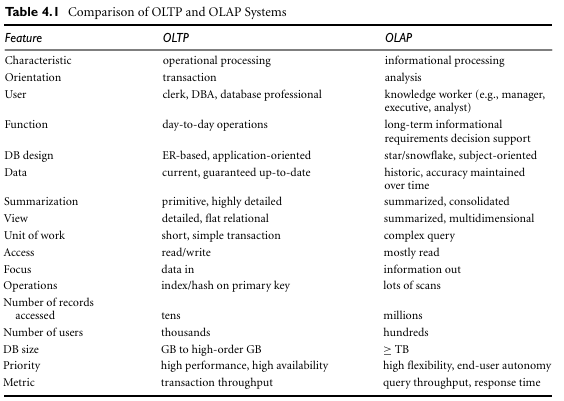 Table 4.1 Comparison of OLTP and OLAP Systems
Feature OLTP OLAP
Characteristic operational processing informational processing
Orientation transaction analysis
User clerk, DBA, database professional knowledge worker (e.g., manager,
executive, analyst)
Function day-to-day operations long-term informational
requirements decision support
DB design ER-based, application-oriented star/snowflake, subject-oriented
Data current, guaranteed up-to-date historic, accuracy maintained
over time
Summarization primitive, highly detailed summarized, consolidated
View detailed, flat relational summarized, multidimensional
Unit of work short, simple transaction complex query
Access read/write mostly read
Focus data in information out
Operations index/hash on primary key lots of scans
Number of records
accessed tens millions
Number of users thousands hundreds
DB size GB to high-order GB ≥ TB
Priority high performance, high availability high flexibility, end-user autonomy
Metric transaction throughput query throughput, response time